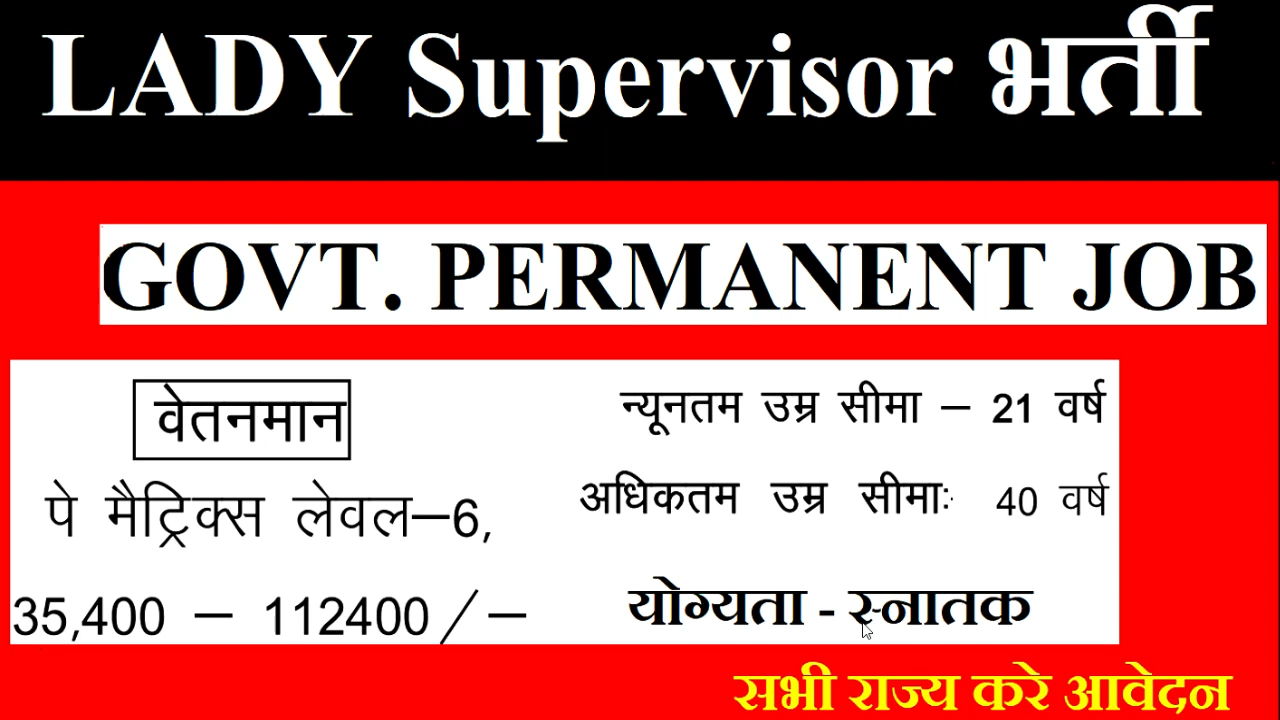 LADY Supervisor भर्ती
GOVT. PERMANENT JOB
वेतनमान
पे मैट्रिक्स लेवल–6,
35,400 – 112400 / –
न्यूनतम उम्र सीमा – 21 वर्ष
अधिकतम उम्र सीमाः 40 वर्ष
योग्यता - स्नातक
सभी राज्य करे आवेदन